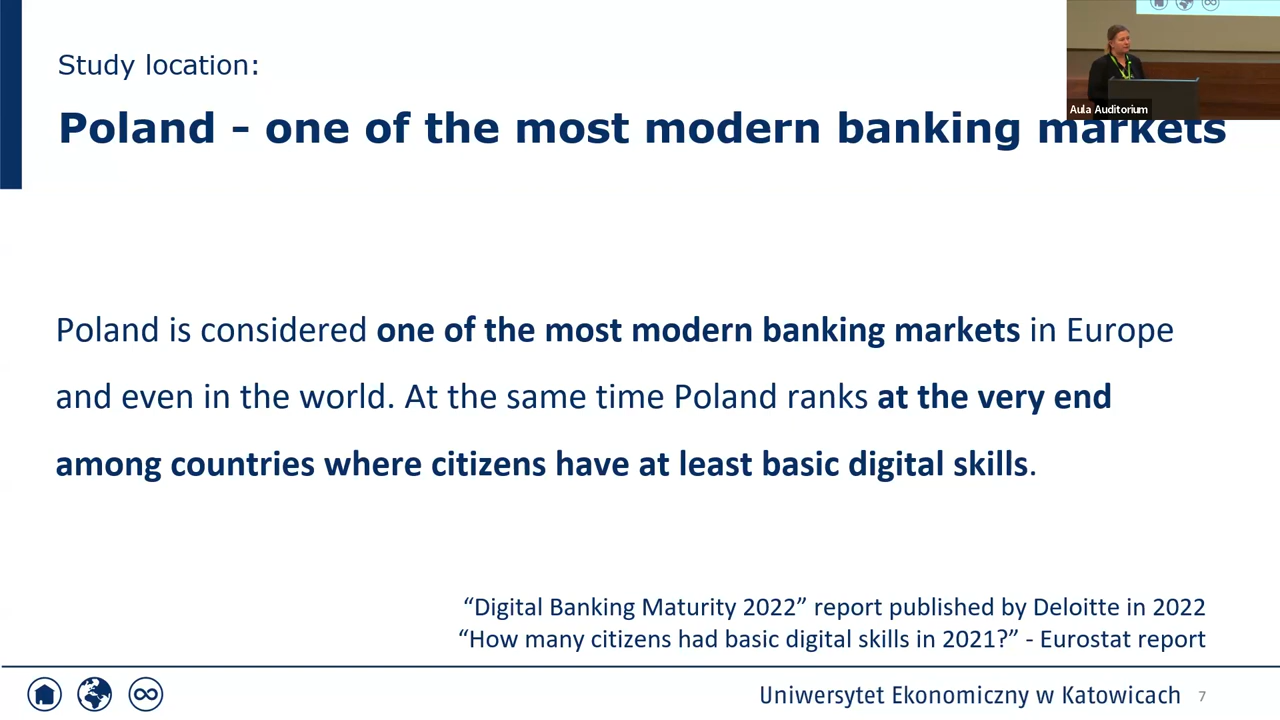 Study location:
Aula Auditorium
Poland - one of the most modern banking markets
Poland is considered one of the most modern banking markets in Europe
and even in the world. At the same time Poland ranks at the very end
among countries where citizens have at least basic digital skills.
“Digital Banking Maturity 2022” report published by Deloitte in 2022
“How many citizens had basic digital skills in 2021?” - Eurostat report
Uniwersytet Ekonomiczny w Katowicach 7